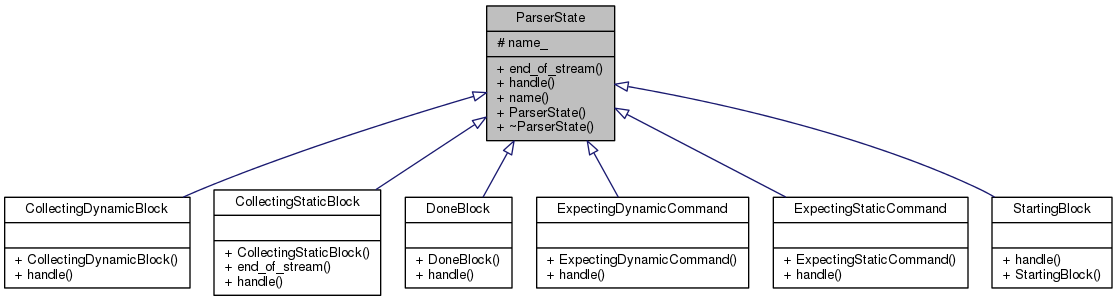 ParserState
# name_
+ end_of_stream()
+ handle()
+ name()
+ ParserState()
+ ~ParserState()
CollectingDynamicBlock
+ CollectingDynamicBlock()
+ handle()
CollectingStaticBlock
+ CollectingStaticBlock()
+ end_of_stream()
+ handle()
DoneBlock
+ DoneBlock()
+ handle()
ExpectingDynamicCommand
+ ExpectingDynamicCommand()
+ handle()
ExpectingStaticCommand
+ ExpectingStaticCommand()
+ handle()
StartingBlock
+ handle()
+ StartingBlock()